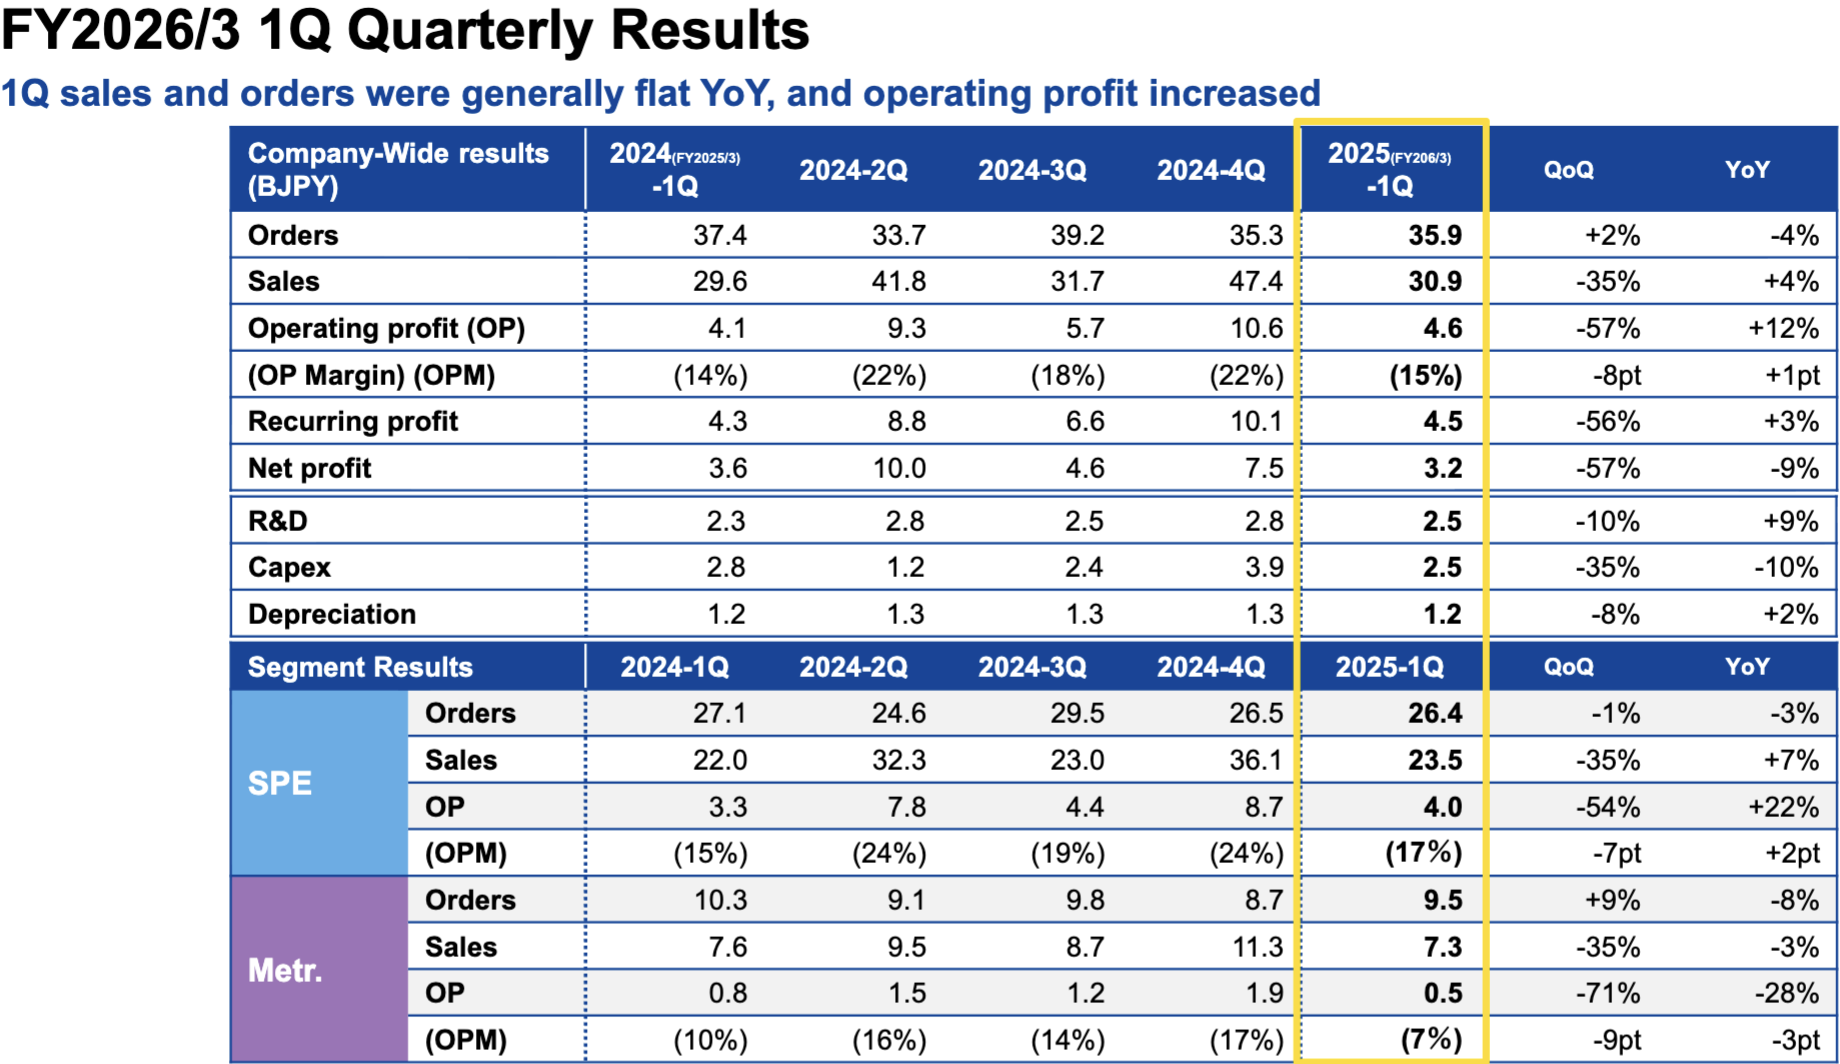 FY2026/3 1Q Quarterly Results
1Q sales and orders were generally flat YoY, and operating profit increased
Company-Wide results (BJPY) 2024(FY2025/3) -1Q 2024-2Q 2024-3Q 2024-4Q 2025(FY206/3) -1Q QoQ YoY
Orders 37.4 33.7 39.2 35.3 35.9 +2% -4%
Sales 29.6 41.8 31.7 47.4 30.9 -35% +4%
Operating profit (OP) 4.1 9.3 5.7 10.6 4.6 -57% +12%
(OP Margin) (OPM) (14%) (22%) (18%) (22%) (15%) -8pt +1pt
Recurring profit 4.3 8.8 6.6 10.1 4.5 -56% +3%
Net profit 3.6 10.0 4.6 7.5 3.2 -57% -9%
R&D 2.3 2.8 2.5 2.8 2.5 -10% +9%
Capex 2.8 1.2 2.4 3.9 2.5 -35% -10%
Depreciation 1.2 1.3 1.3 1.3 1.2 -8% +2%
Segment Results 2024-1Q 2024-2Q 2024-3Q 2024-4Q 2025-1Q QoQ YoY
SPE
Orders 27.1 24.6 29.5 26.5 26.4 -1% -3%
Sales 22.0 32.3 23.0 36.1 23.5 -35% +7%
OP 3.3 7.8 4.4 8.7 4.0 -54% +22%
(OPM) (15%) (24%) (19%) (24%) (17%) -7pt +2pt
Metr.
Orders 10.3 9.1 9.8 8.7 9.5 +9% -8%
Sales 7.6 9.5 8.7 11.3 7.3 -35% -3%
OP 0.8 1.5 1.2 1.9 0.5 -71% -28%
(OPM) (10%) (16%) (14%) (17%) (7%) -9pt -3pt